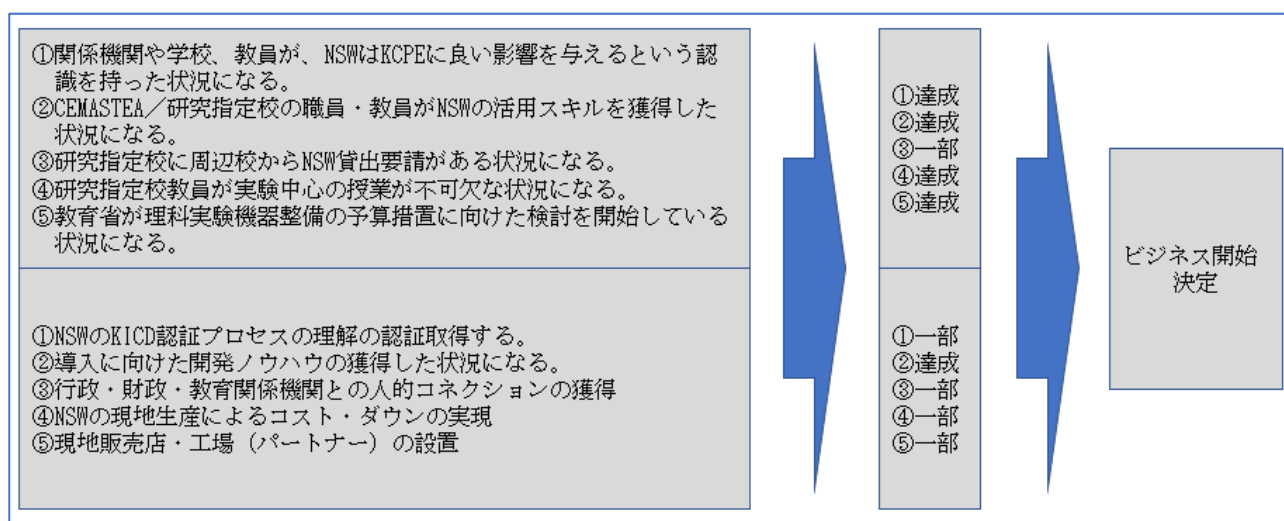 ①関係機関や学校、教員が、NSWはKCPEに良い影響を与えるという認
識を持った状況になる。
②CEMASTEA／研究指定校の職員・教員がNSWの活用スキルを獲得した
状況になる。
③研究指定校に周辺校からNSW貸出要請がある状況になる。
④研究指定校教員が実験中心の授業が不可欠な状況になる。
⑤教育省が理科実験機器整備の予算措置に向けた検討を開始している
状況になる。
①達成
②達成
③一部
④達成
⑤達成
①NSWのKICD認証プロセスの理解の認証取得する。
②導入に向けた開発ノウハウの獲得した状況になる。
③行政・財政・教育関係機関との人的コネクションの獲得
④NSWの現地生産によるコスト・ダウンの実現
⑤現地販売店・工場（パートナー）の設置
①一部
②達成
③一部
④一部
⑤一部
ビジネス開始
決定